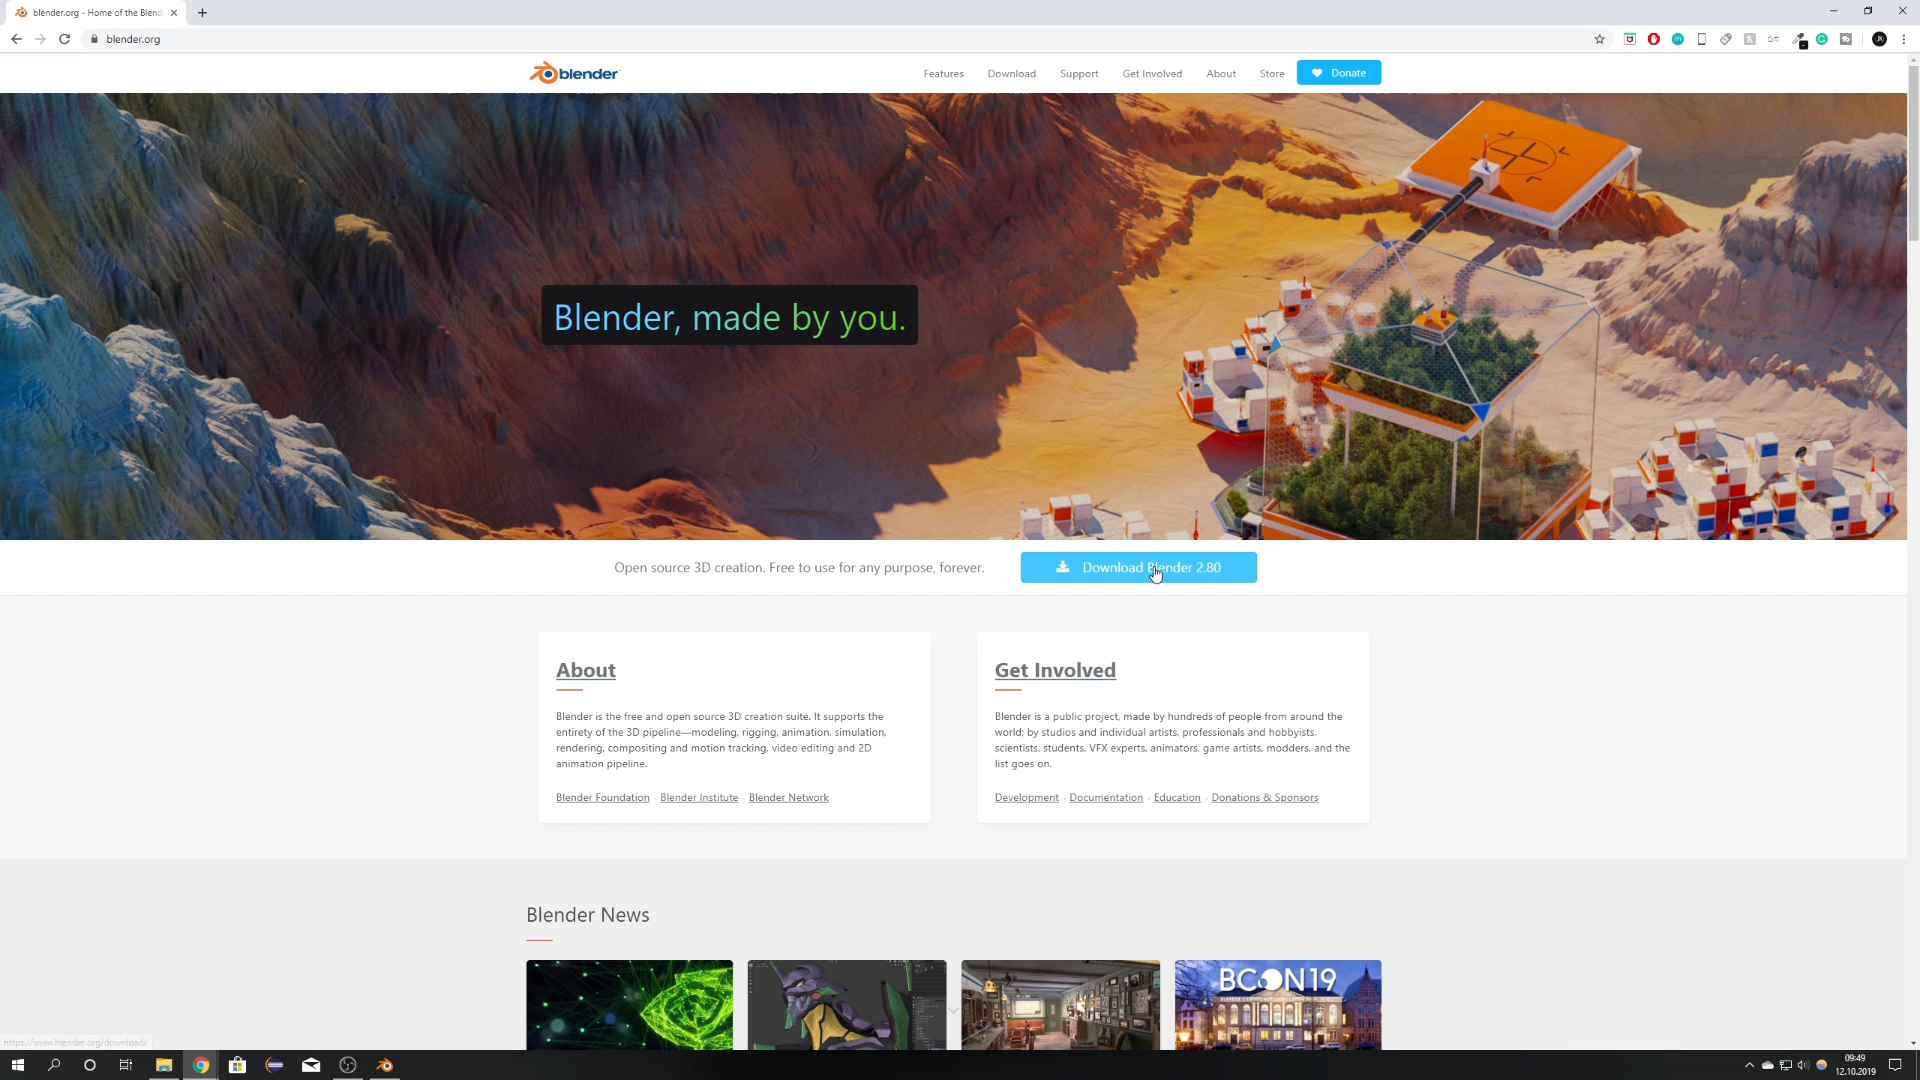 blender.org - Home of the Blend
blender.org
blender
Features
Download
Support
Get Involved
About
Store
Donate
Blender, made by you.
Open source 3D creation. Free to use for any purpose, forever.
Download Blender 2.80
About
Blender is the free and open source 3D creation suite. It supports the
entirety of the 3D pipeline—modeling, rigging, animation, simulation,
rendering, compositing and motion tracking, video editing and 2D
animation pipeline.
Blender Foundation · Blender Institute · Blender Network
Get Involved
Blender is a public project, made by hundreds of people from around the
world; by studios and individual artists, professionals and hobbyists,
scientists, students, VFX experts, animators, game artists, modders, and the
list goes on.
Development · Documentation · Education · Donations & Sponsors
Blender News
BCON19
https://www.blender.org/download/
09:49
12.10.2019